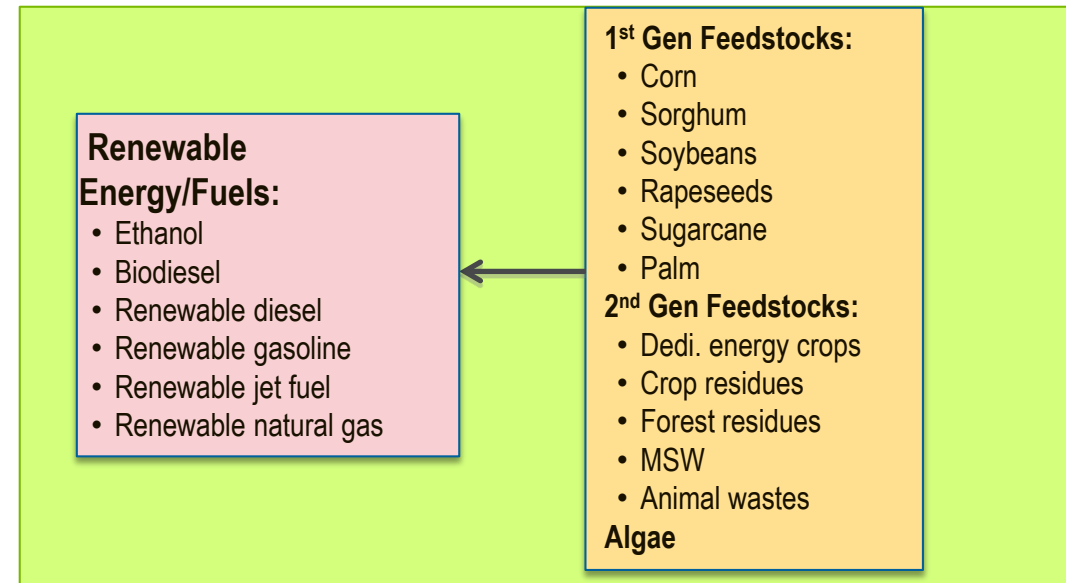 Renewable
Energy/Fuels:
• Ethanol
• Biodiesel
• Renewable diesel
• Renewable gasoline
• Renewable jet fuel
• Renewable natural gas
1st Gen Feedstocks:
• Corn
• Sorghum
• Soybeans
• Rapeseeds
• Sugarcane
• Palm
2nd Gen Feedstocks:
• Dedi. energy crops
• Crop residues
• Forest residues
• MSW
• Animal wastes
Algae